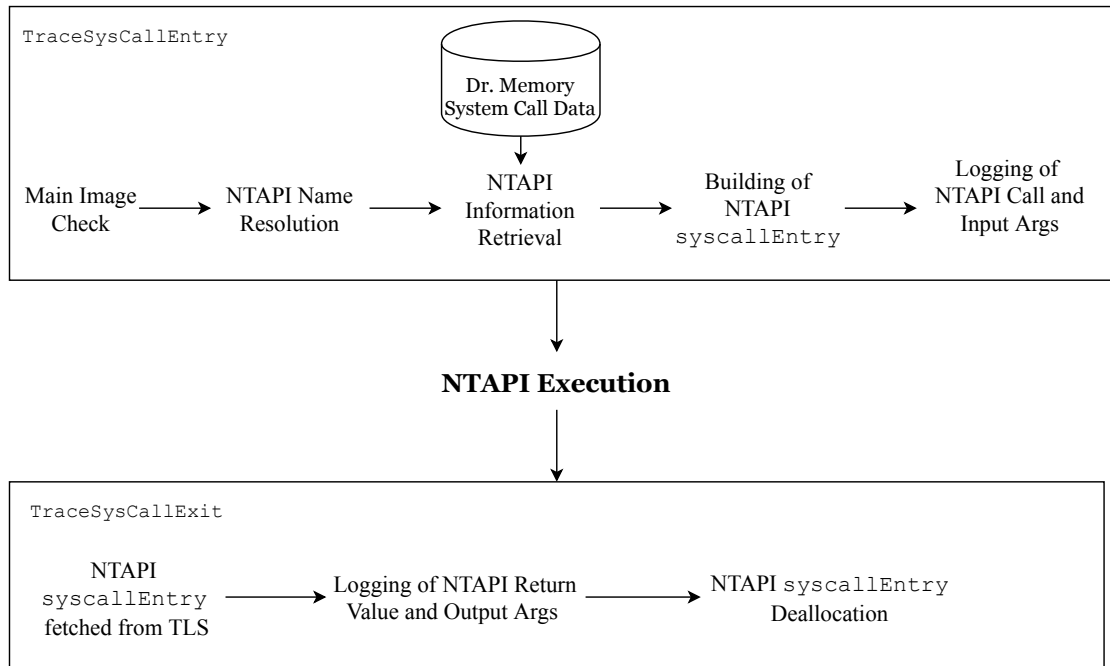 TraceSysCallEntry
Dr. Memory
System Call Data
Main Image
Check
NTAPI Name
Resolution
NTAPI
Information
Retrieval
Building of
NTAPI
syscallEntry
Logging of
NTAPI Call and
Input Args
NTAPI Execution
TraceSysCallExit
NTAPI
syscallEntry
fetched from TLS
Logging of NTAPI Return
Value and Output Args
NTAPI syscallEntry
Deallocation